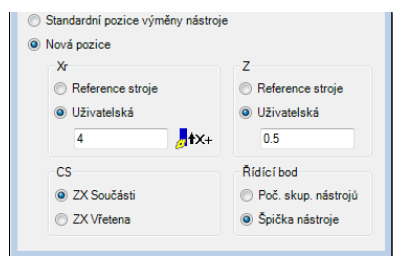 Standardní pozice výměny nástroje
Nová pozice
Xr
Reference stroje
Uživatelská
4
X+
Z
Reference stroje
Uživatelská
0.5
CS
ZX Součásti
ZX Vřetena
Řídící bod
Poč. skup. nástrojů
Špička nástroje